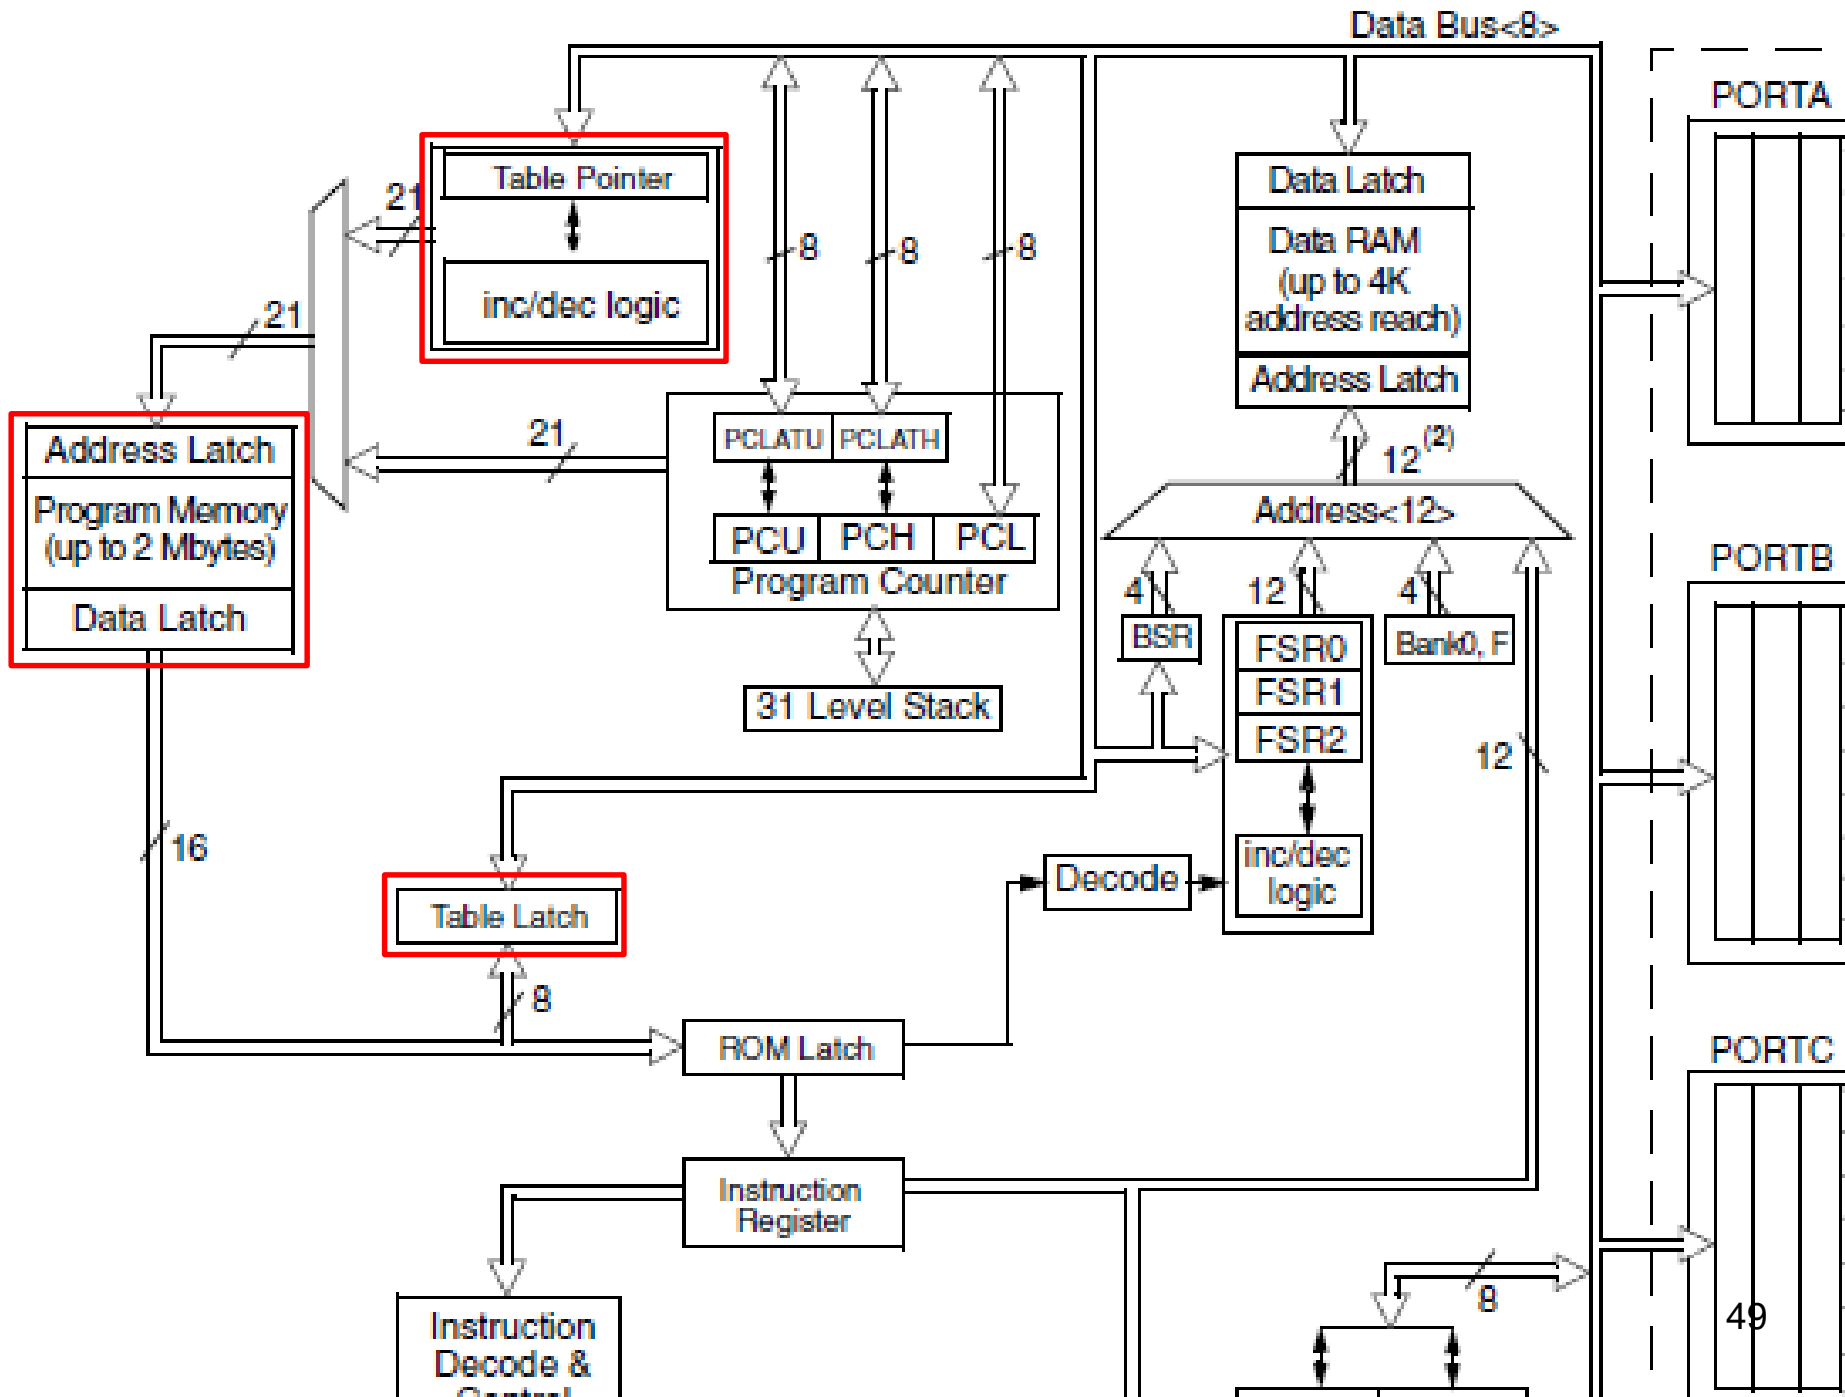 Data Bus<8>
PORTA
Table Pointer
21
inc/dec logic
8
8
8
Data Latch
Data RAM
(up to 4K
address reach)
Address Latch
21
21
12(2)
Address Latch
Program Memory
(up to 2 Mbytes)
Data Latch
PCLATU
PCLATH
PCU
PCH
PCL
Program Counter
31 Level Stack
Address<12>
4
12
4
BSR
FSR0
FSR1
FSR2
Bank0, F
12
inc/dec
logic
Decode
PORTB
16
Table Latch
8
ROM Latch
PORTC
Instruction
Register
8
49
Instruction
Decode &
Control